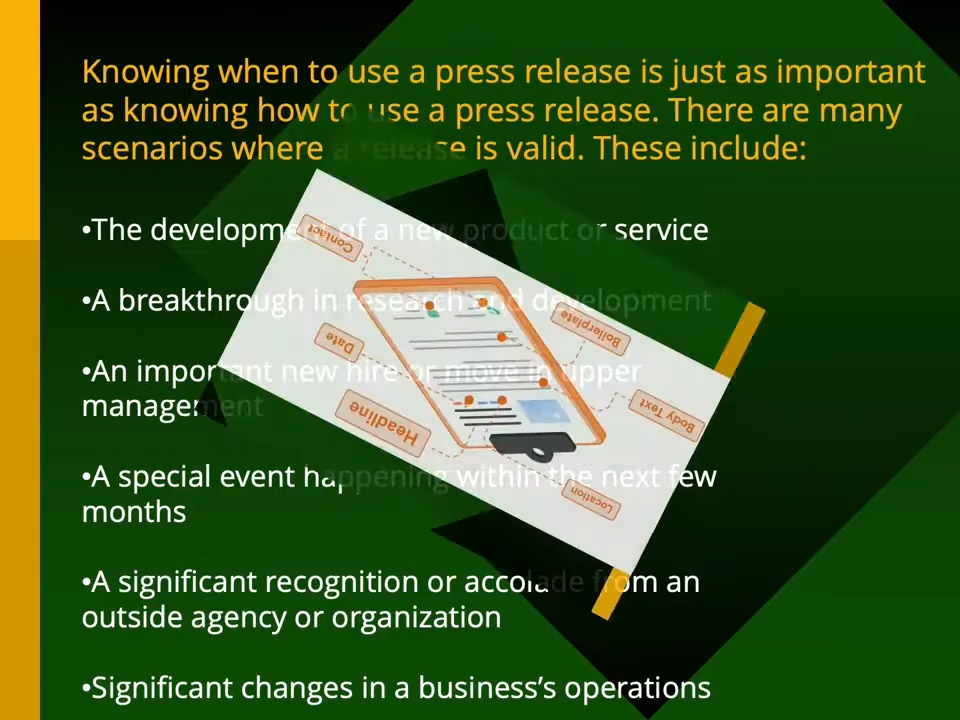 Knowing when to use a press release is just as important
as knowing how to use a press release. There are many
scenarios where a release is valid. These include:
•The development of a new product or service
•A breakthrough in research and development
•An important new hire or move in upper
management
•A special event happening within the next few
months
•A significant recognition or accolade from an
outside agency or organization
•Significant changes in a business’s operations
Contact
Boilerplate
Date
Body Text
Headline
Location